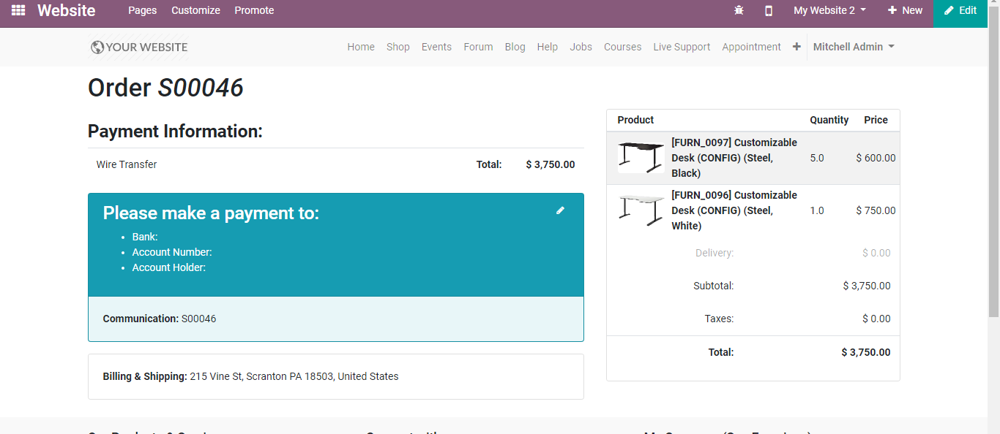 Website Pages Customize Promote My Website 2 New Edit
YOUR WEBSITE Home Shop Events Forum Blog Help Jobs Courses Live Support Appointment + Mitchell Admin
Order S00046
Payment Information:
Wire Transfer Total: $ 3,750.00
Please make a payment to:
• Bank:
• Account Number:
• Account Holder:
Communication: S00046
Billing & Shipping: 215 Vine St, Scranton PA 18503, United States
Product Quantity Price
[FURN_0097] Customizable
Desk (CONFIG) (Steel, 5.0 $ 600.00
Black)
[FURN_0096] Customizable
Desk (CONFIG) (Steel, 1.0 $ 750.00
White)
Delivery: $ 0.00
Subtotal: $ 3,750.00
Taxes: $ 0.00
Total: $ 3,750.00